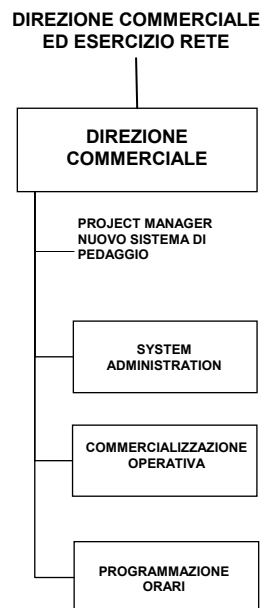 DIREZIONE COMMERCIALE
ED ESERCIZIO RETE
DIREZIONE
COMMERCIALE
PROJECT MANAGER
NUOVO SISTEMA DI
PEDAGGIO
SYSTEM
ADMINISTRATION
COMMERCIALIZZAZIONE
OPERATIVA
PROGRAMMAZIONE
ORARI